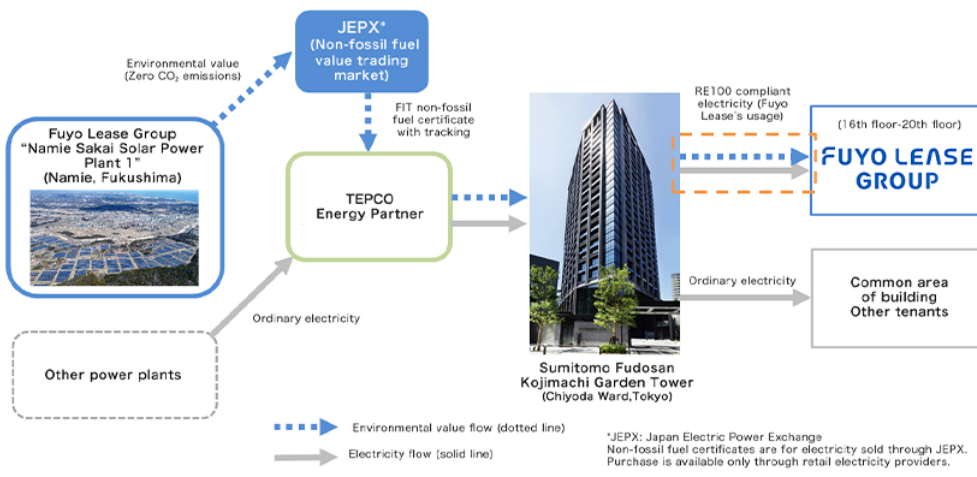 JEPX*
(Non-fossil fuel
value trading
market)
Environmental value
(Zero CO₂ emissions)
FIT non-fossil
fuel certificate
with tracking
Fuyo Lease Group
“Namie Sakai Solar Power
Plant 1”
(Namie, Fukushima)
TEPCO
Energy Partner
RE100 compliant
electricity (Fuyo
Lease's usage)
(16th floor-20th floor)
FUYO LEASE
GROUP
Ordinary electricity
Other power plants
Ordinary electricity
Common area
of building
Other tenants
Sumitomo Fudosan
Kojimachi Garden Tower
(Chiyoda Ward,Tokyo)
Environmental value flow (dotted line)
Electricity flow (solid line)
*JEPX: Japan Electric Power Exchange
Non-fossil fuel certificates are for electricity sold through JEPX.
Purchase is available only through retail electricity providers.